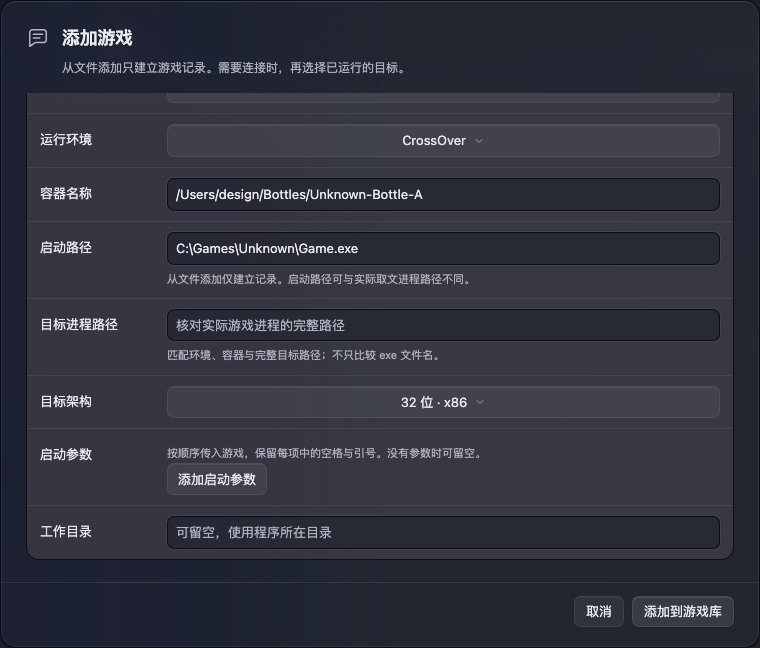 添加游戏
从文件添加只建立游戏记录。需要连接时，再选择已运行的目标。
运行环境
CrossOver
容器名称
/Users/design/Bottles/Unknown-Bottle-A
启动路径
C:\Games\Unknown\Game.exe
从文件添加仅建立记录。启动路径可与实际取文进程路径不同。
目标进程路径
核对实际游戏进程的完整路径
匹配环境、容器与完整目标路径；不只比较 exe 文件名。
目标架构
32 位 · x86
启动参数
按顺序传入游戏，保留每项中的空格与引号。没有参数时可留空。
添加启动参数
工作目录
可留空，使用程序所在目录
取消
添加到游戏库